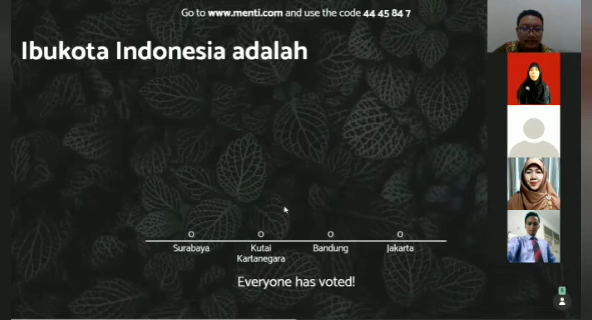 Go to www.menti.com and use the code 44 45 84 7
Ibukota Indonesia adalah
0 0 0 0
Surabaya Kutai Kartanegara Bandung Jakarta
Everyone has voted!